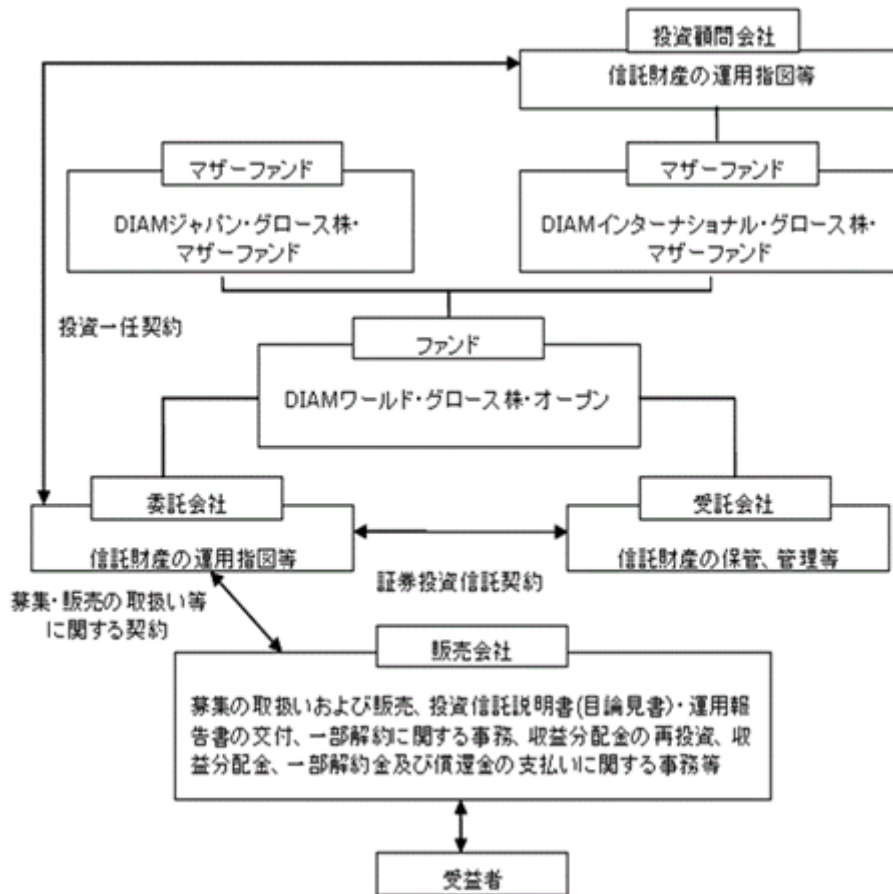 投資顧問会社
信託財産の運用指図等
マザーファンド
DIAMジャパン・グロース株・
マザーファンド
マザーファンド
DIAMインターナショナル・グロース株・
マザーファンド
投資一任契約
ファンド
DIAMワールド・グロース株・オープン
委託会社
信託財産の運用指図等
受託会社
信託財産の保管、管理等
証券投資信託契約
募集・販売の取扱い等
に関する契約
販売会社
募集の取扱いおよび販売、投資信託説明書(目論見書)・運用報
告書の交付、一部解約に関する事務、収益分配金の再投資、収
益分配金、一部解約金及び償還金の支払いに関する事務等
受益者